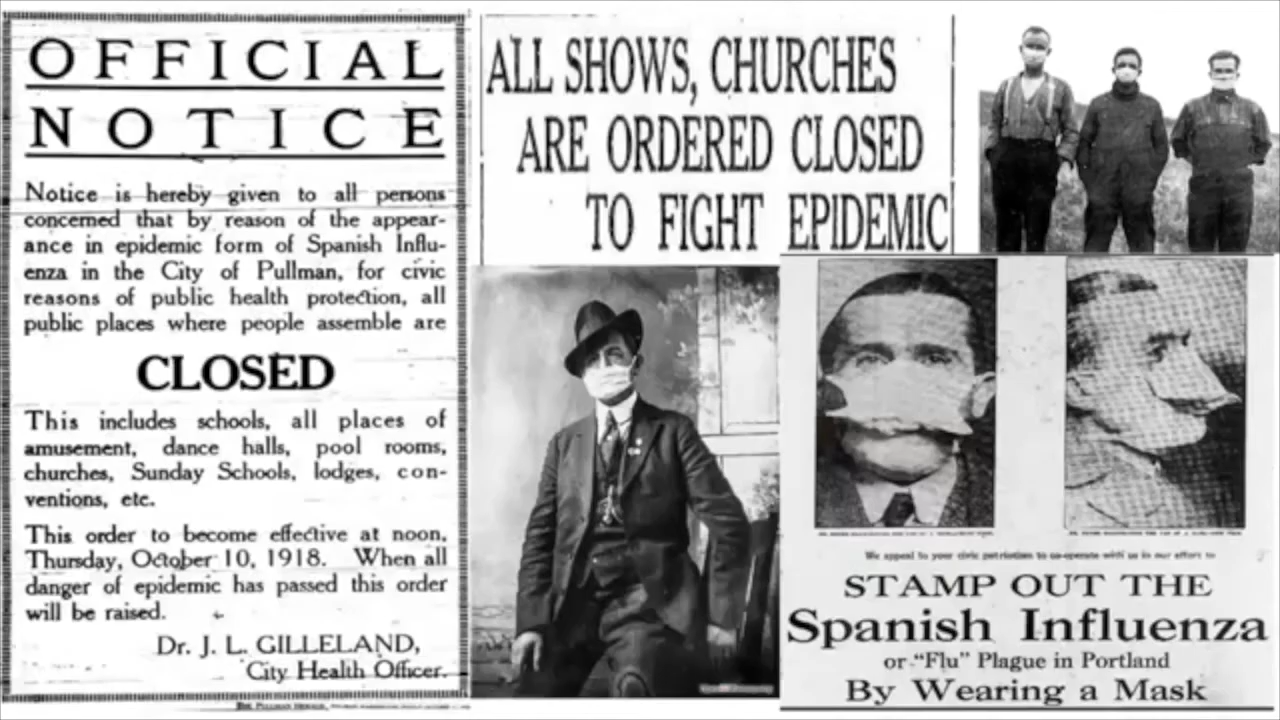 OFFICIAL
NOTICE
Notice is hereby given to all persons
concerned that by reason of the appear-
ance in epidemic form of Spanish Influ-
enza in the City of Pullman, for civic
reasons of public health protection, all
public places where people assemble are
CLOSED
This includes schools, all places of
amusement, dance halls, pool rooms,
churches, Sunday Schools, lodges, con-
ventions, etc.
This order to become effective at noon,
Thursday, October 10, 1918. When all
danger of epidemic has passed this order
will be raised.
Dr. J. L. GILLELAND,
City Health Officer.
THE PULLMAN HERALD,
ALL SHOWS, CHURCHES
ARE ORDERED CLOSED
TO FIGHT EPIDEMIC
We appeal to your civic patriotism to co-operate with us in our effort to
STAMP OUT THE
Spanish Influenza
or "Flu" Plague in Portland
By Wearing a Mask